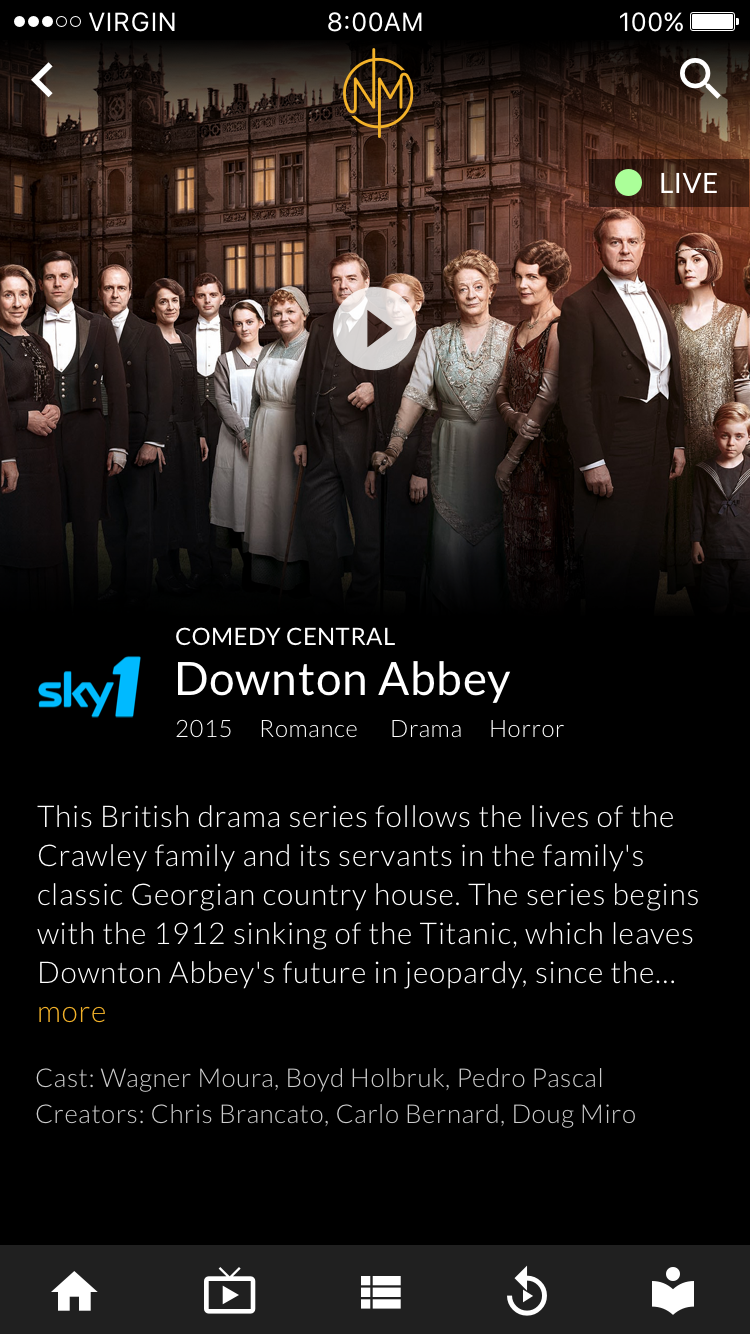 VIRGIN 8:00AM 100%
NM
LIVE
COMEDY CENTRAL
sky1
Downton Abbey
2015 Romance Drama Horror
This British drama series follows the lives of the
Crawley family and its servants in the family's
classic Georgian country house. The series begins
with the 1912 sinking of the Titanic, which leaves
Downton Abbey's future in jeopardy, since the...
more
Cast: Wagner Moura, Boyd Holbruk, Pedro Pascal
Creators: Chris Brancato, Carlo Bernard, Doug Miro